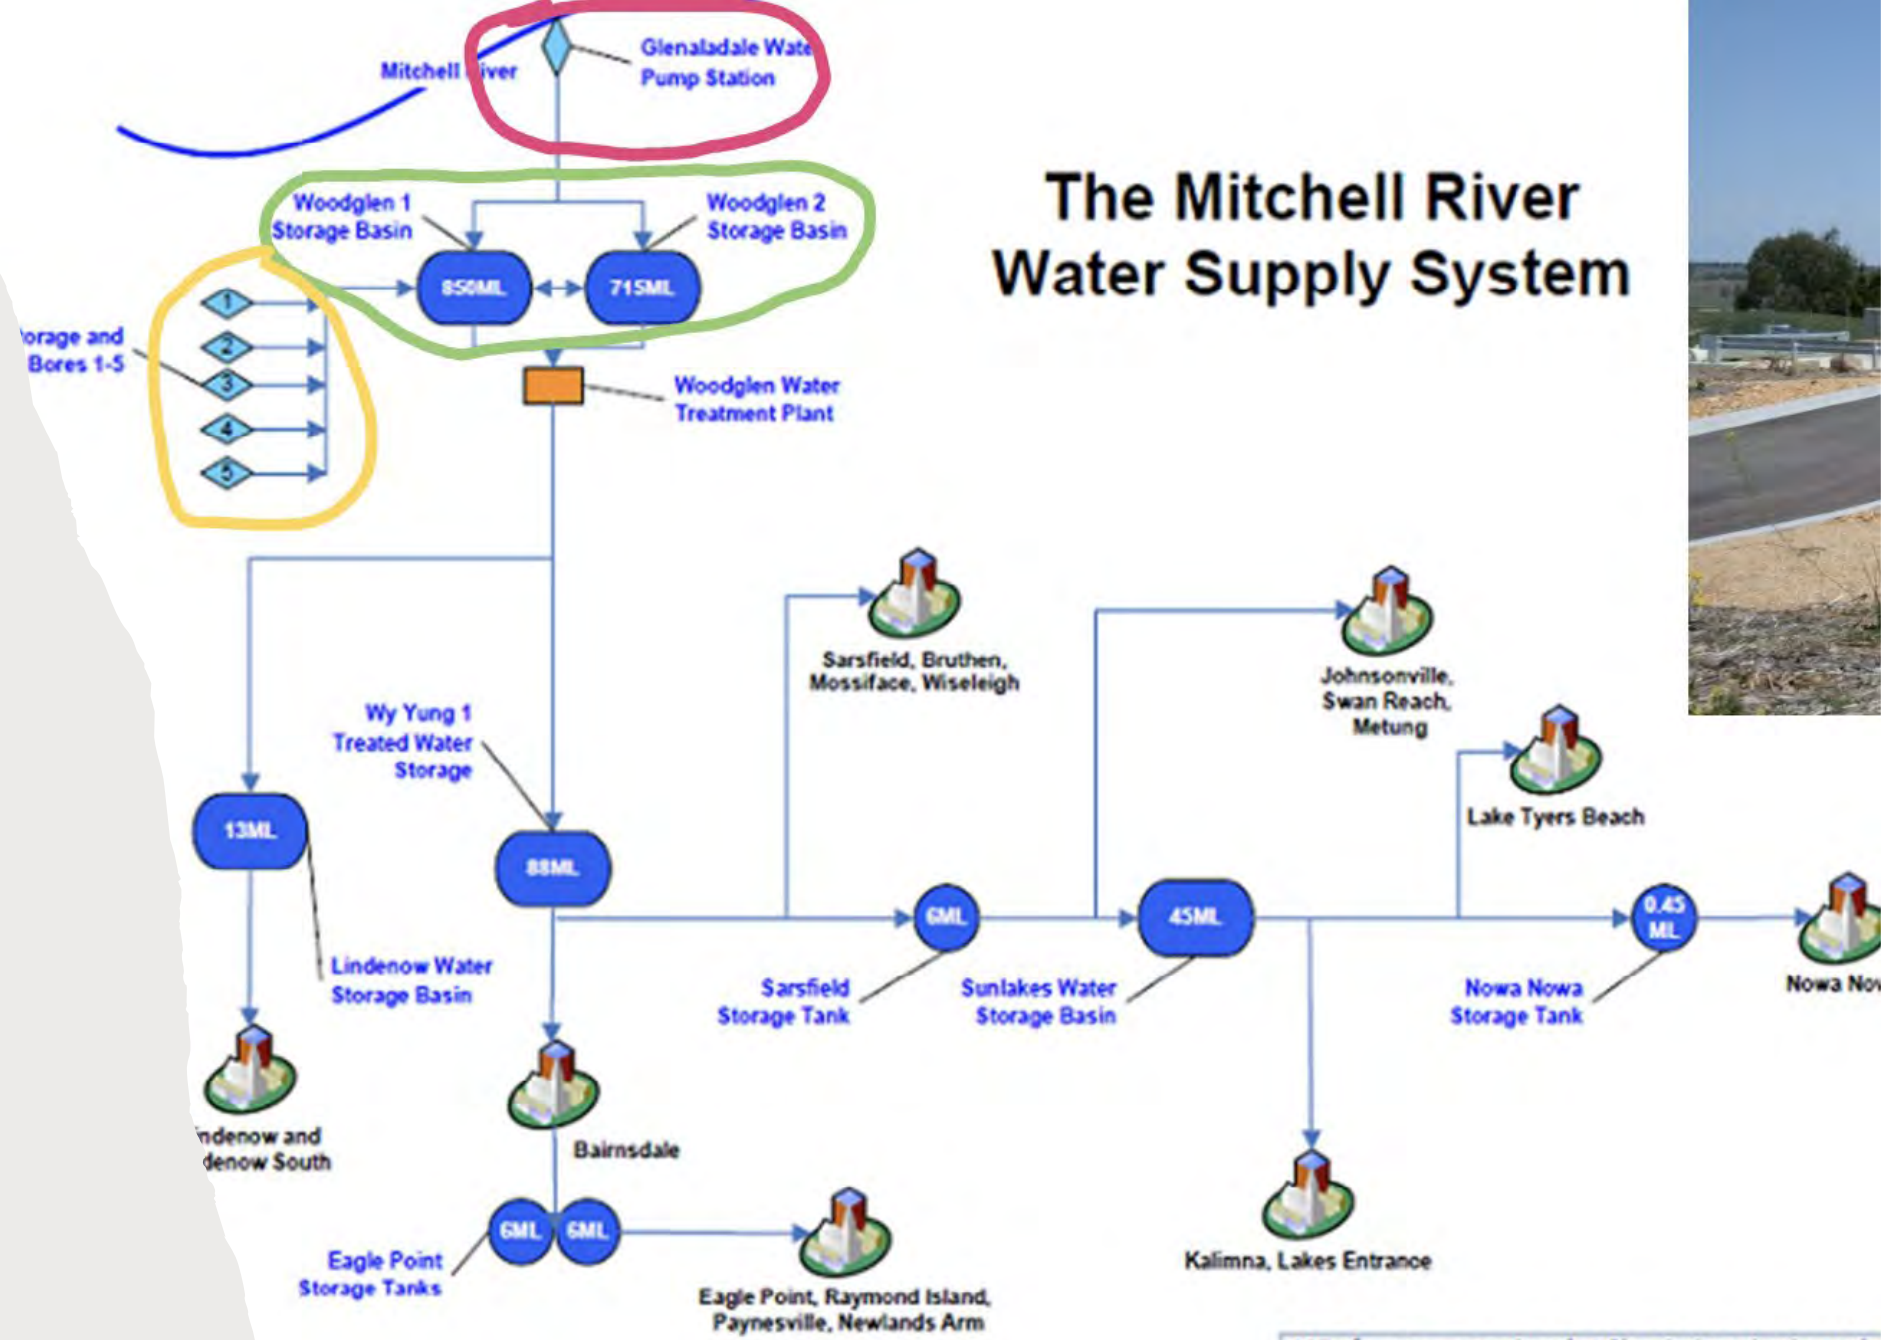 Glenaladale Wate
Pump Station
Mitchell River
The Mitchell River
Water Supply System
Woodglen 1
Storage Basin
Woodglen 2
Storage Basin
850ML
715ML
1
2
3
4
5
orage and
Bores 1-5
Woodglen Water
Treatment Plant
Sarsfield, Bruthen,
Mossiface, Wiseleigh
Johnsonville,
Swan Reach,
Metung
Lake Tyers Beach
Wy Yung 1
Treated Water
Storage
13ML
88ML
6ML
45ML
0.45
ML
Lindenow Water
Storage Basin
Sarsfield
Storage Tank
Sunlakes Water
Storage Basin
Nowa Nowa
Storage Tank
Nowa Now
indenow and
denow South
Bairnsdale
6ML
6ML
Eagle Point
Storage Tanks
Kalimna, Lakes Entrance
Eagle Point, Raymond Island,
Paynesville, Newlands Arm